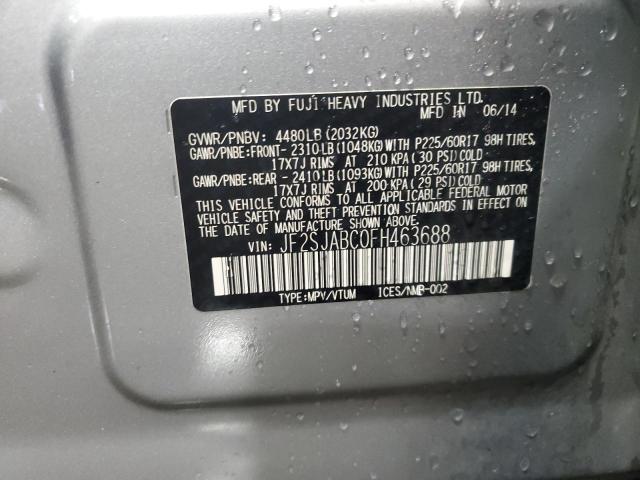 MFD BY FUJI HEAVY INDUSTRIES LTD.
MFD IN 06/14
GVWR/PNBV: 4480LB (2032KG)
GAWR/PNBE:FRONT- 2310LB (1048KG)WITH P225/60R17 98H TIRES,
17X7J RIMS AT 210 KPA (30 PSI) COLD
GAWR/PNBE:REAR - 2410LB (1093KG)WITH P225/60R17 98H TIRES,
17X7J RIMS AT 200 KPA (29 PSI) COLD
THIS VEHICLE CONFORMS TO ALL APPLICABLE FEDERAL MOTOR
VEHICLE SAFETY AND THEFT PREVENTION STANDARDS IN EFFECT ON
THE DATE OF MANUFACTURE SHOWN ABOVE.
VIN: JF2SJABC0FH463688
TYPE:MPV/VTUM ICES/NMB-002